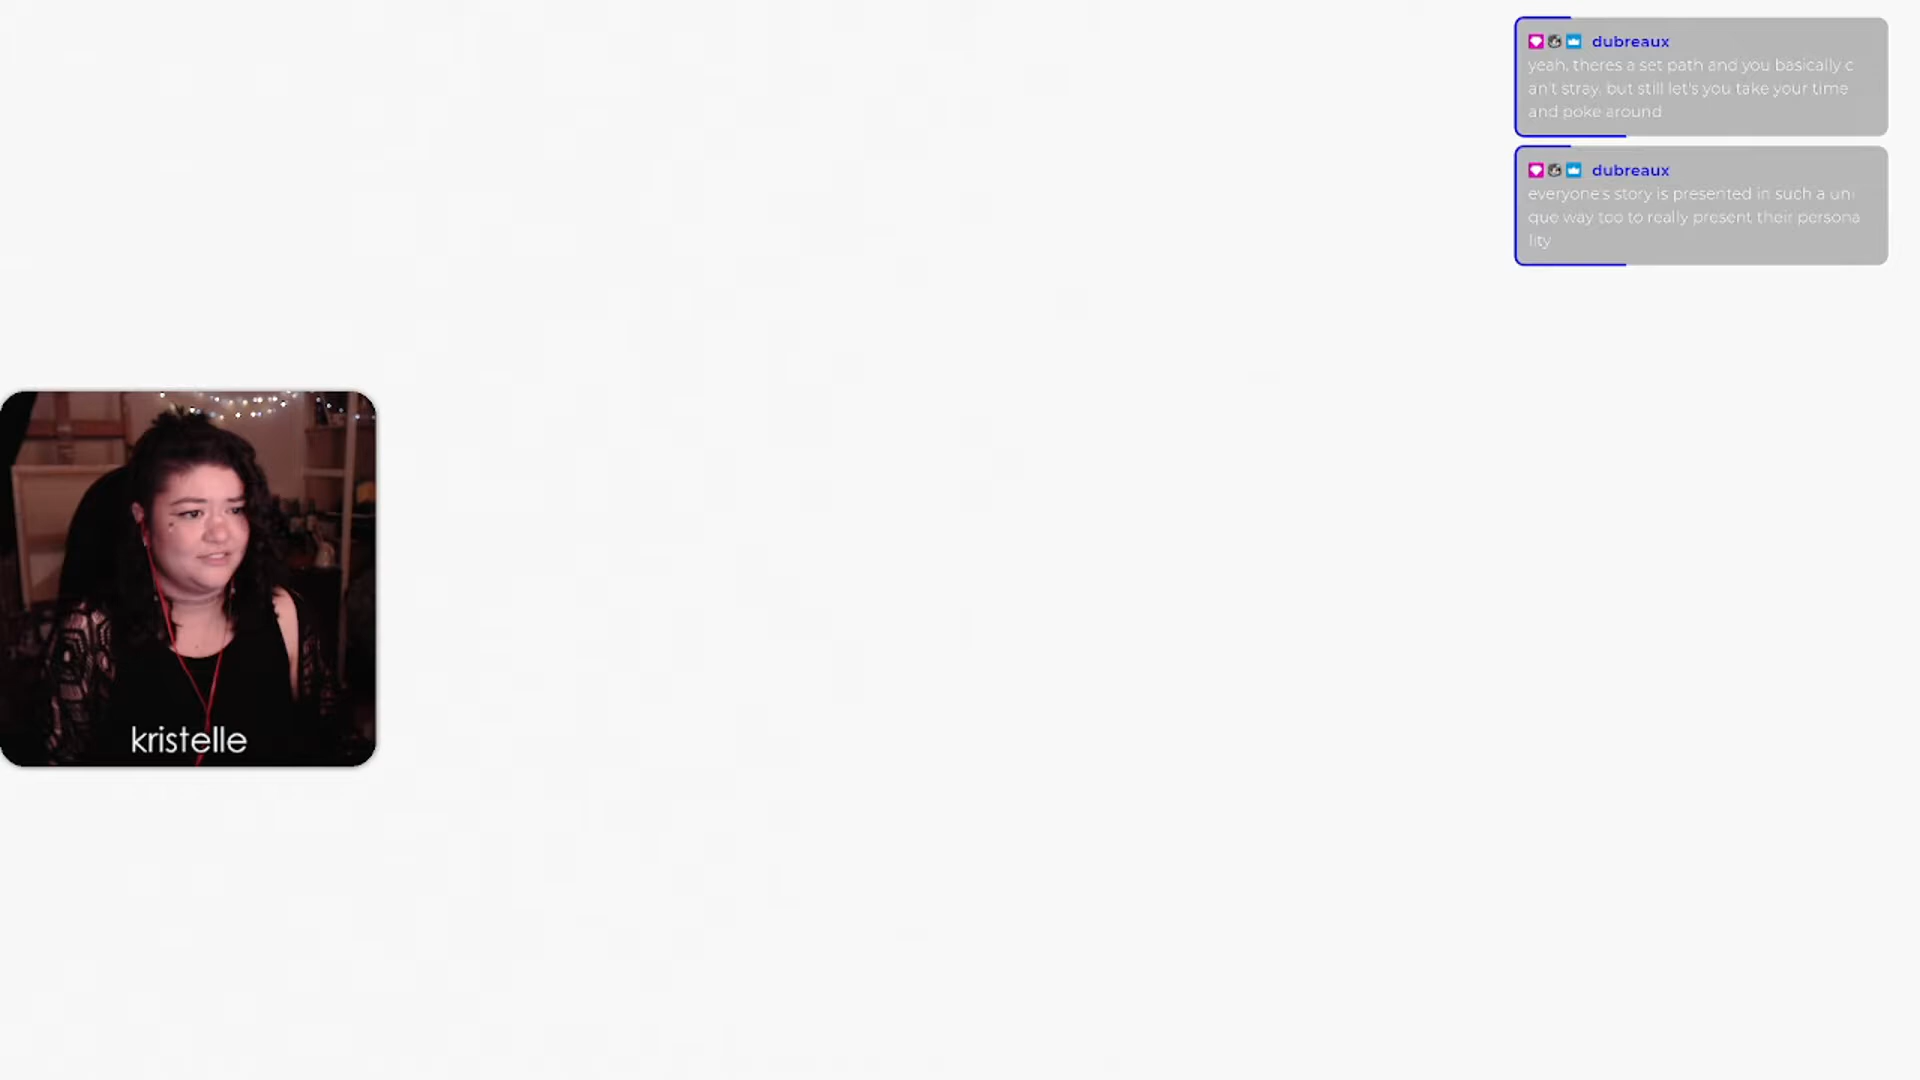 dubreaux
yeah, theres a set path and you basically c
an't stray, but still let's you take your time
and poke around
dubreaux
everyone's story is presented in such a uni
que way too to really present their persona
lity
kristelle